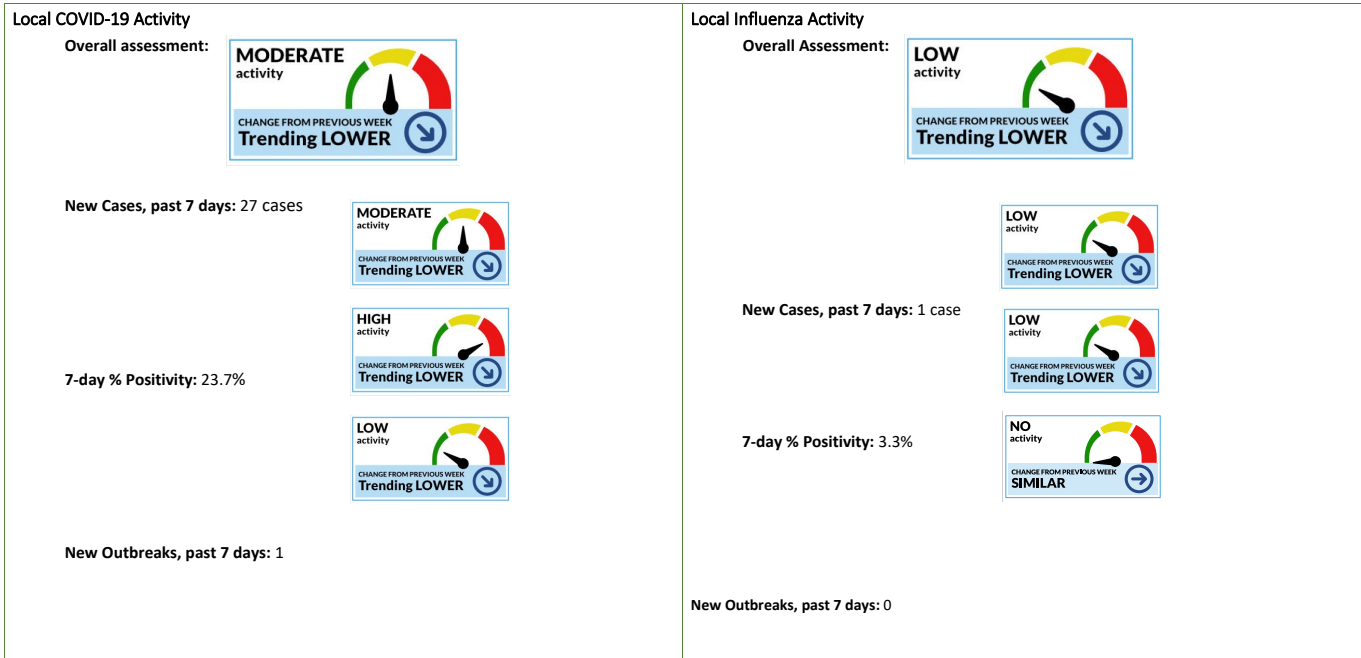 Local COVID-19 Activity
Overall assessment:
MODERATE
activity
CHANGE FROM PREVIOUS WEEK
Trending LOWER
New Cases, past 7 days: 27 cases
MODERATE
activity
CHANGE FROM PREVIOUS WEEK
Trending LOWER
HIGH
activity
CHANGE FROM PREVIOUS WEEK
Trending LOWER
7-day % Positivity: 23.7%
LOW
activity
CHANGE FROM PREVIOUS WEEK
Trending LOWER
New Outbreaks, past 7 days: 1
Local Influenza Activity
Overall Assessment:
LOW
activity
CHANGE FROM PREVIOUS WEEK
Trending LOWER
LOW
activity
CHANGE FROM PREVIOUS WEEK
Trending LOWER
New Cases, past 7 days: 1 case
LOW
activity
CHANGE FROM PREVIOUS WEEK
Trending LOWER
7-day % Positivity: 3.3%
NO
activity
CHANGE FROM PREVIOUS WEEK
SIMILAR
New Outbreaks, past 7 days: 0